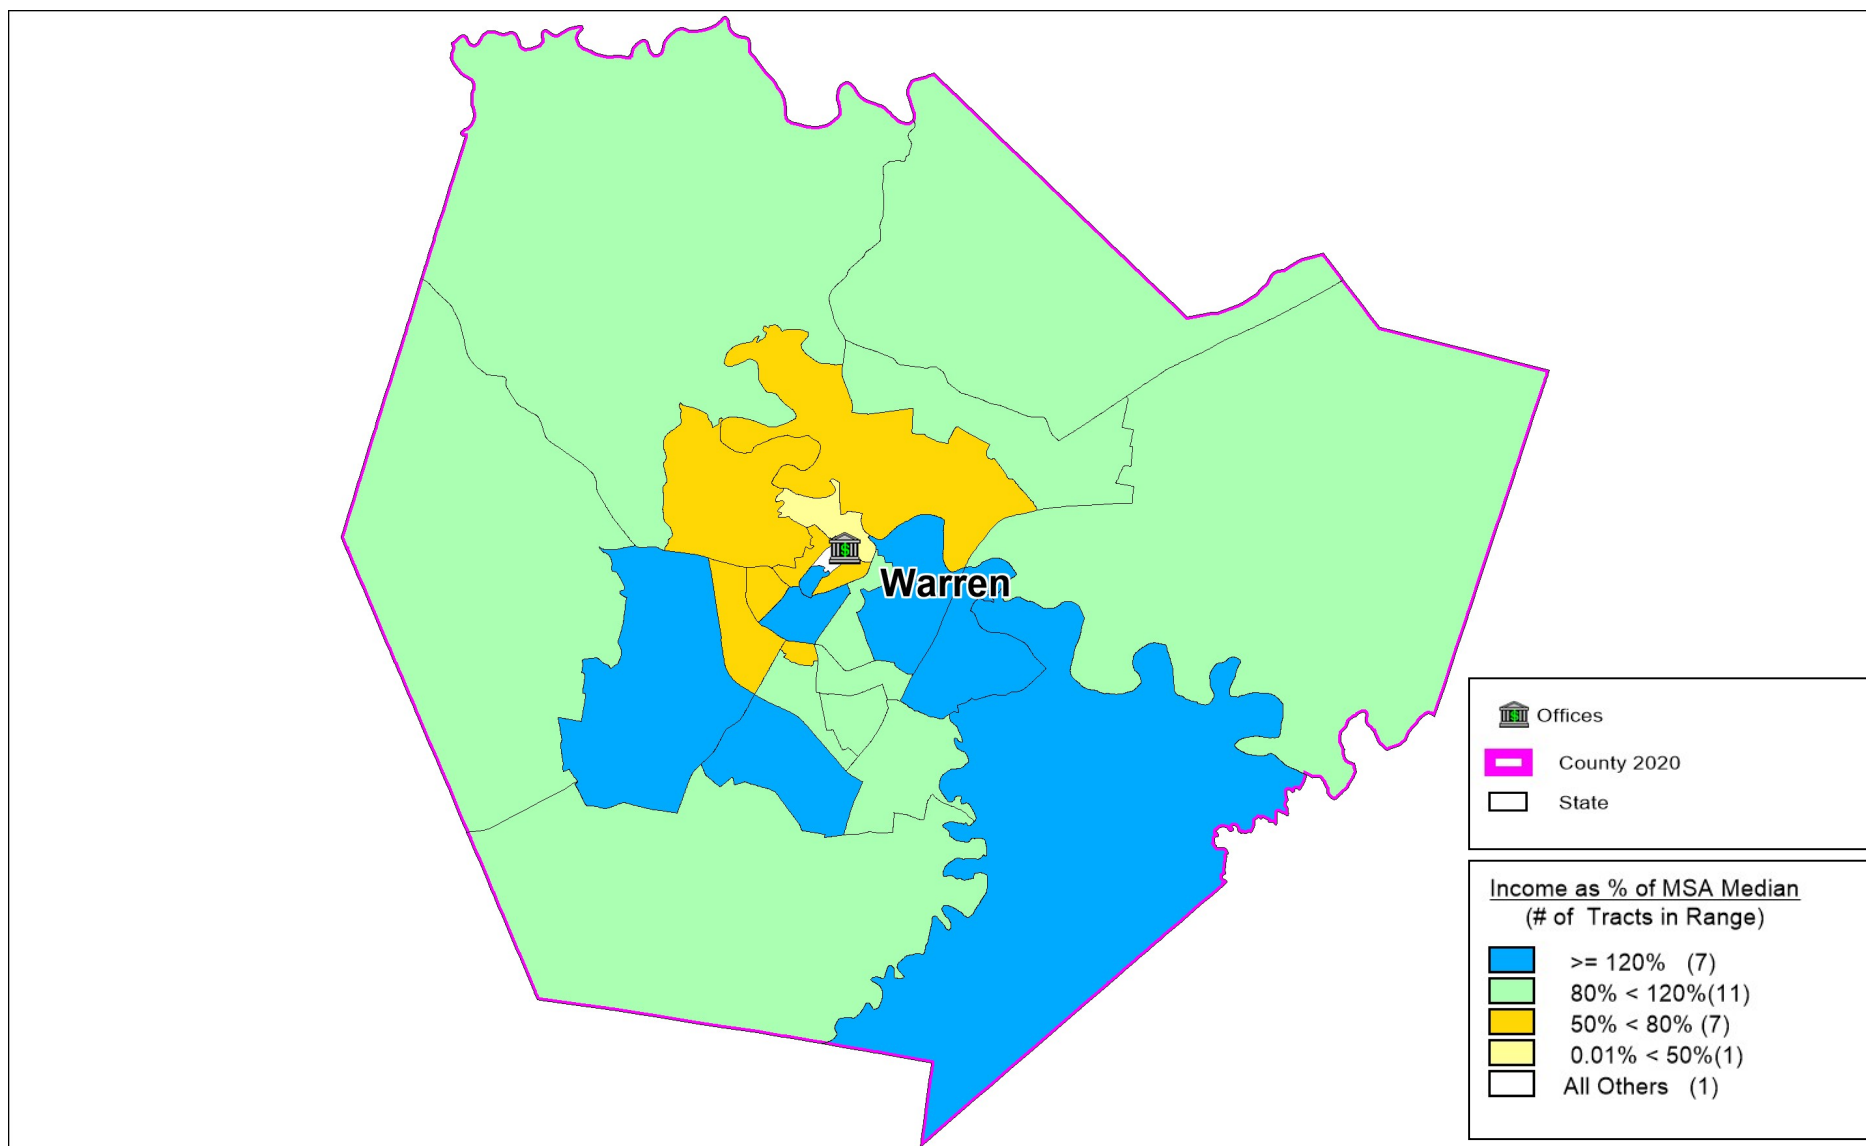 Warren
Offices
County 2020
State
Income as % of MSA Median
(# of Tracts in Range)
>= 120% (7)
80% < 120%(11)
50% < 80% (7)
0.01% < 50%(1)
All Others (1)